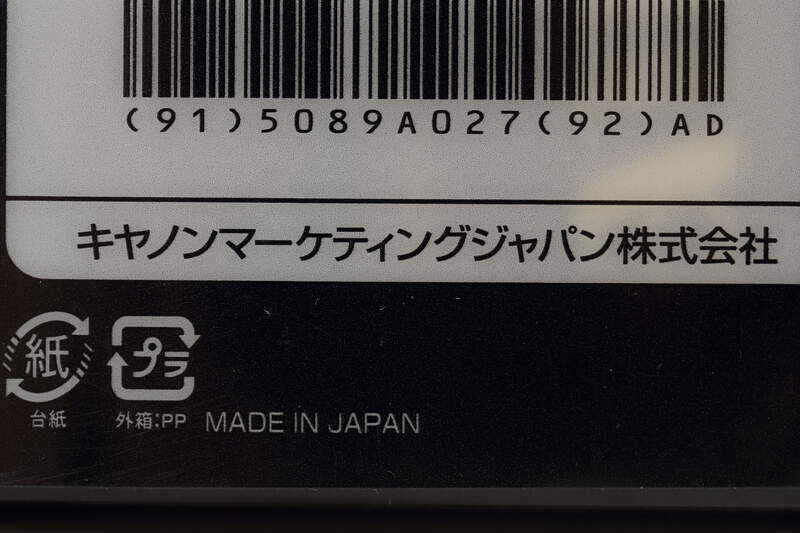 (91)5089A027(92)AD
キヤノンマーケティングジャパン株式会社
紙
プラ
台紙
外箱:PP
MADE IN JAPAN